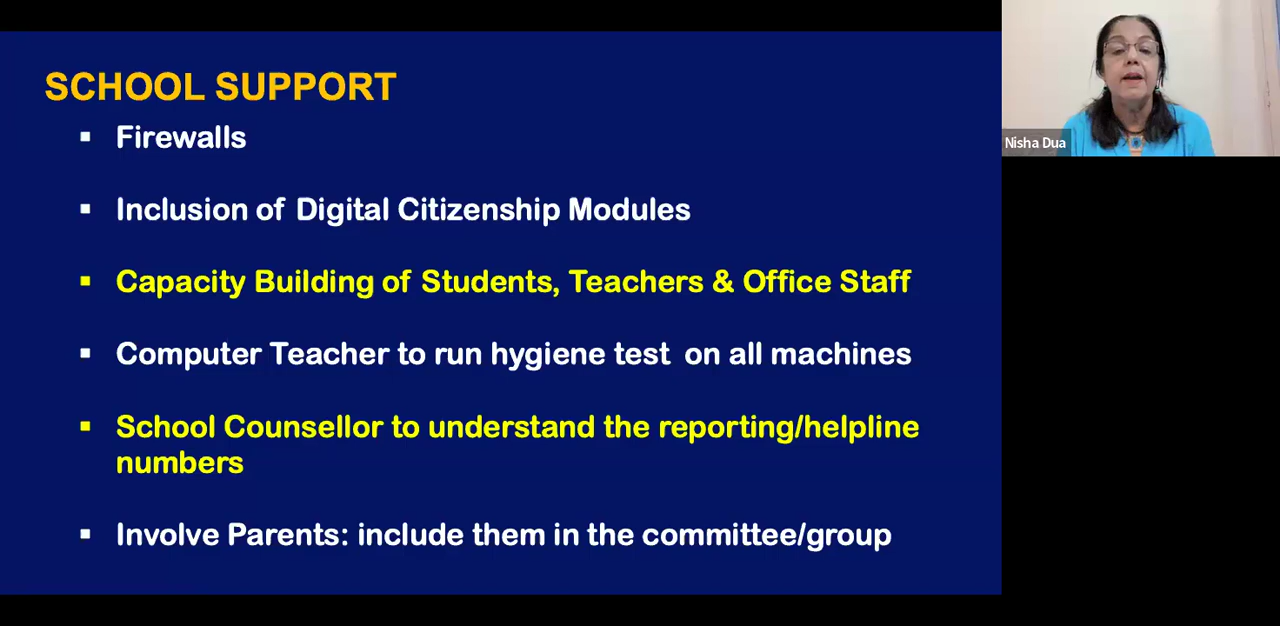 SCHOOL SUPPORT
▪ Firewalls
▪ Inclusion of Digital Citizenship Modules
▪ Capacity Building of Students, Teachers & Office Staff
▪ Computer Teacher to run hygiene test on all machines
▪ School Counsellor to understand the reporting/helpline
numbers
▪ Involve Parents: include them in the committee/group
Nisha Dua